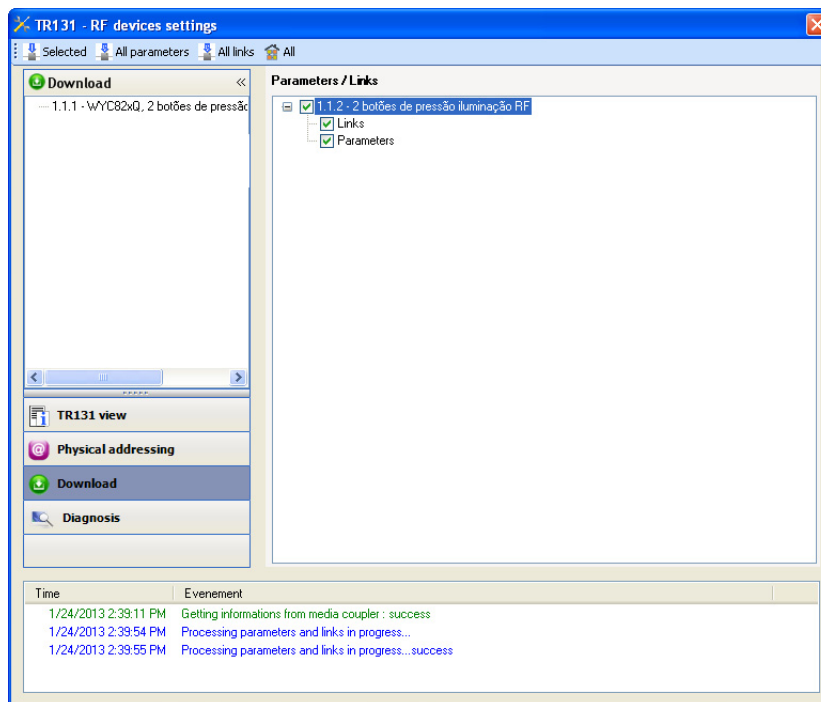 TR131 - RF devices settings
Selected All parameters All links All
Download
1.1.1 - WYC82xQ, 2 botões de pressão
TR131 view
Physical addressing
Download
Diagnosis
Parameters / Links
1.1.2 - 2 botões de pressão iluminação RF
Links
Parameters
Time Evenement
1/24/2013 2:39:11 PM Getting informations from media coupler : success
1/24/2013 2:39:54 PM Processing parameters and links in progress...
1/24/2013 2:39:55 PM Processing parameters and links in progress...success